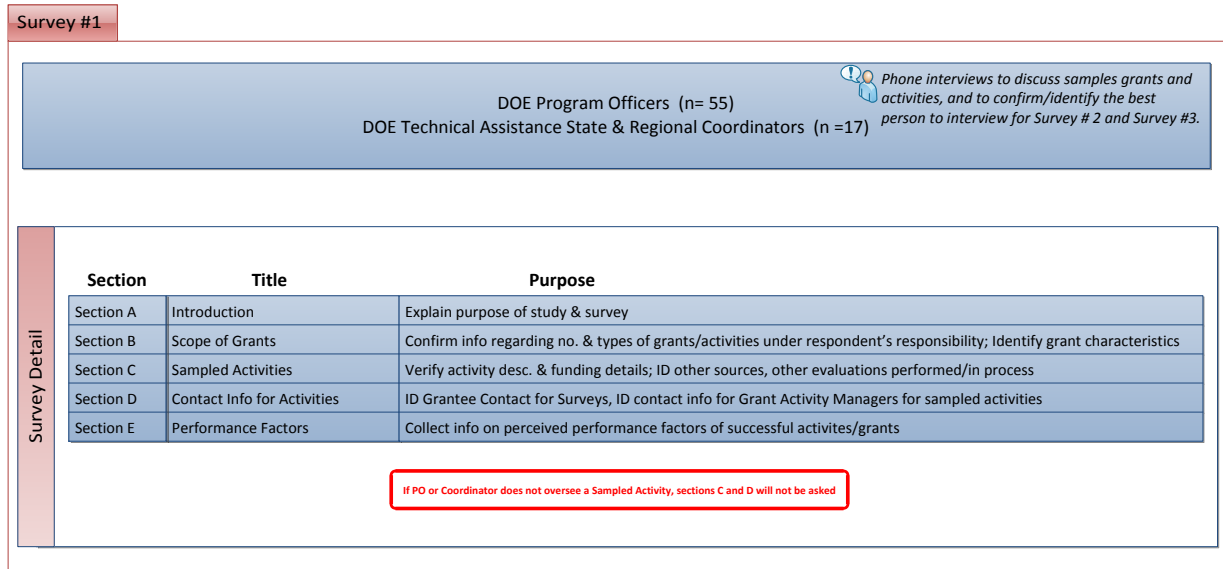 Survey #1
DOE Program Officers (n= 55)
DOE Technical Assistance State & Regional Coordinators (n =17)
Phone interviews to discuss samples grants and
activities, and to confirm/identify the best
person to interview for Survey # 2 and Survey #3.
Survey Detail
Section Title Purpose
Section A Introduction Explain purpose of study & survey
Section B Scope of Grants Confirm info regarding no. & types of grants/activities under respondent’s responsibility; Identify grant characteristics
Section C Sampled Activities Verify activity desc. & funding details; ID other sources, other evaluations performed/in process
Section D Contact Info for Activities ID Grantee Contact for Surveys, ID contact info for Grant Activity Managers for sampled activities
Section E Performance Factors Collect info on perceived performance factors of successful activites/grants
If PO or Coordinator does not oversee a Sampled Activity, sections C and D will not be asked